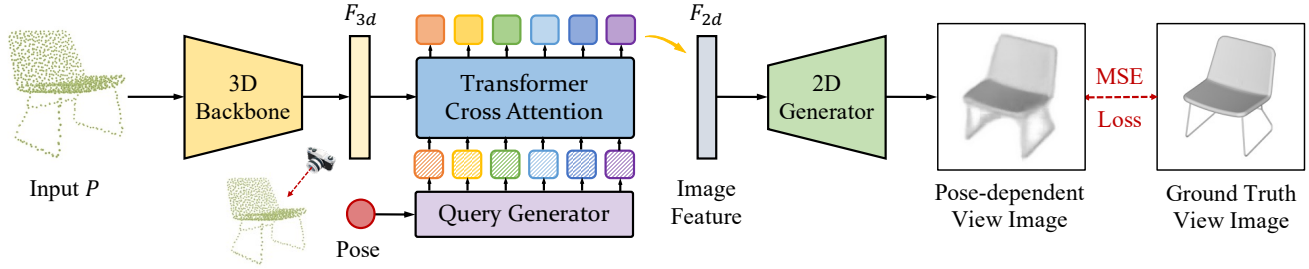 Input P
3D
Backbone
F3d
Transformer
Cross Attention
Query Generator
Pose
F2d
Image
Feature
2D
Generator
Pose-dependent
View Image
MSE
Loss
Ground Truth
View Image